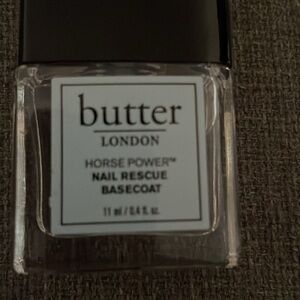 butter
LONDON
HORSE POWER™
NAIL RESCUE
BASECOAT
11 ml / 0.4 fl. oz.